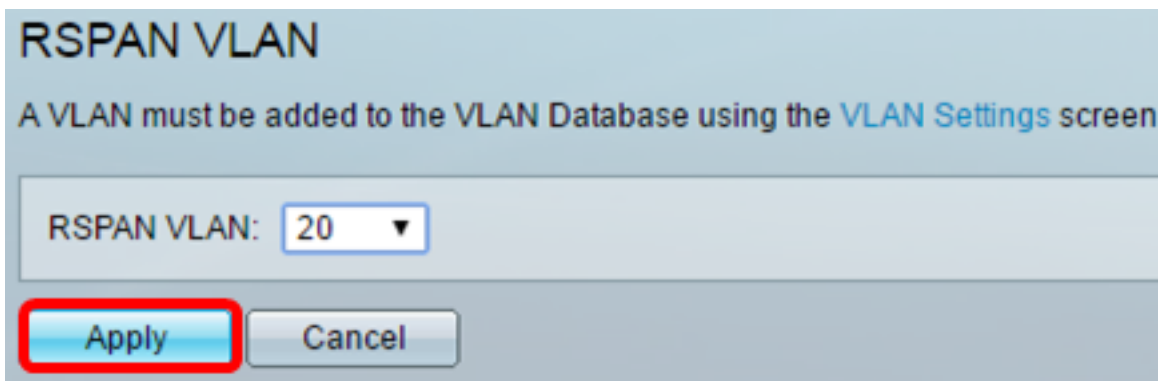 RSPAN VLAN
A VLAN must be added to the VLAN Database using the VLAN Settings screen
RSPAN VLAN: 20
Apply Cancel